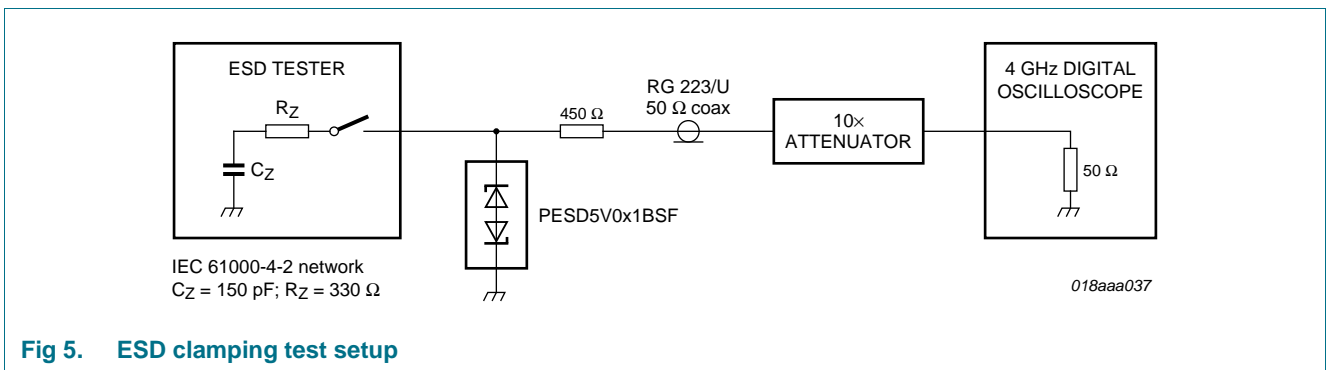 ESD TESTER
RZ
CZ
IEC 61000-4-2 network
CZ = 150 pF; RZ = 330 Ω
PESD5V0x1BSF
450 Ω
RG 223/U
50 Ω coax
10×
ATTENUATOR
4 GHz DIGITAL
OSCILLOSCOPE
50 Ω
018aaa037
Fig 5. ESD clamping test setup